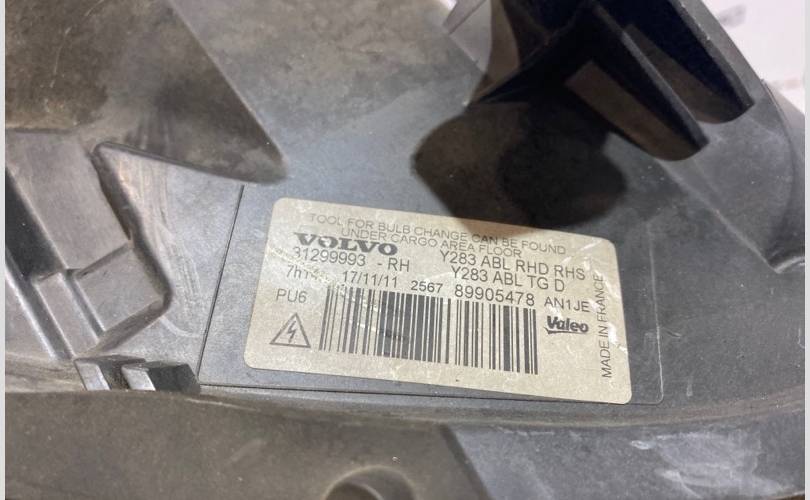 TOOL FOR BULB CHANGE CAN BE FOUND
UNDER CARGO AREA FLOOR
VOLVO Y283 ABL RHD RHS
31299993 - RH Y283 ABL TG D
17/11/11 2567 89905478 AN1JE
PU6
Valeo
MADE IN FRANCE